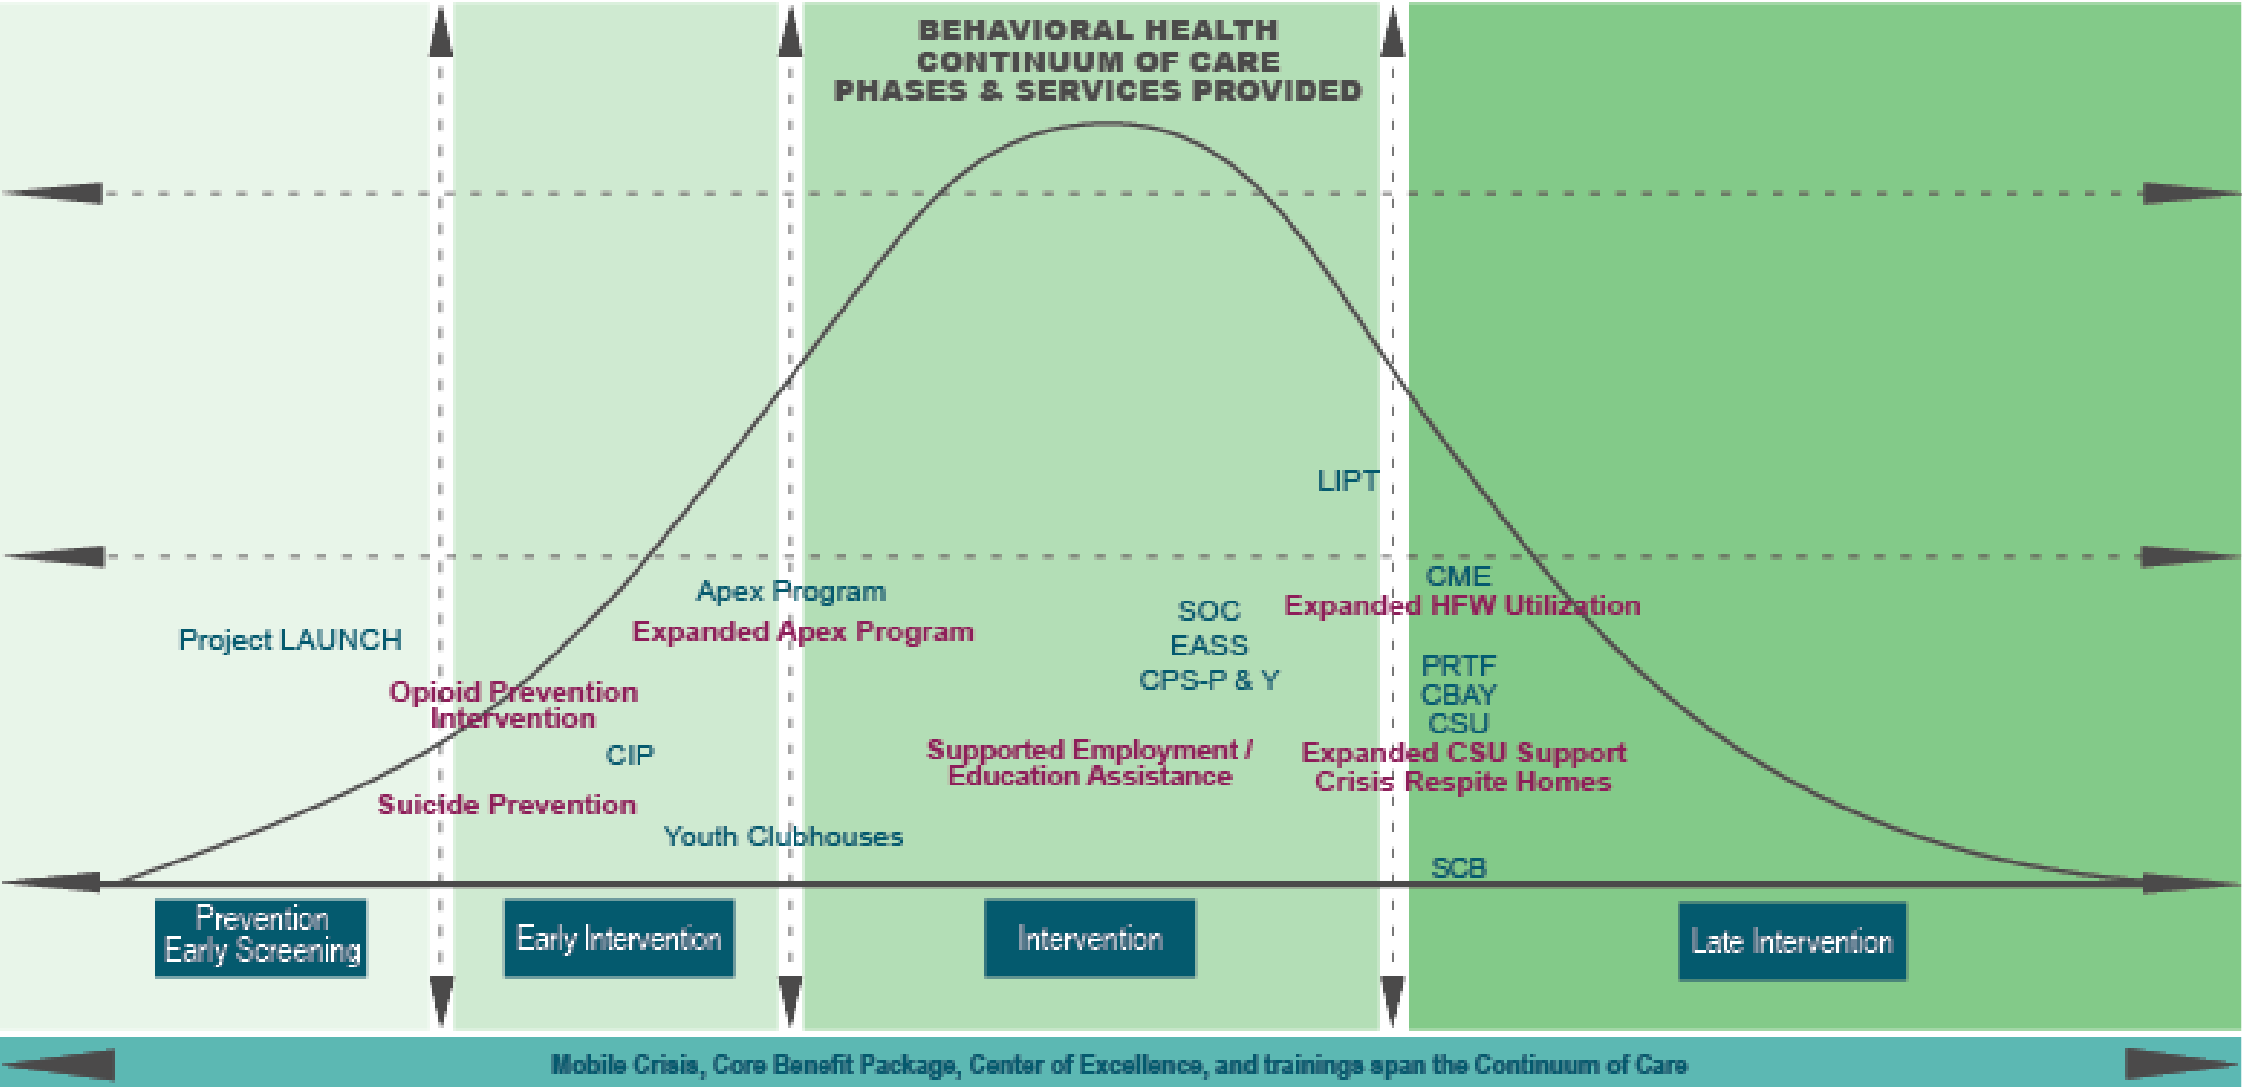 BEHAVIORAL HEALTH
CONTINUUM OF CARE
PHASES & SERVICES PROVIDED
LIPT
CME
Expanded HFW Utilization
Apex Program
Expanded Apex Program
SOC
EASS
CPS-P & Y
Project LAUNCH
Opioid Prevention
Intervention
PRTF
CBAY
CSU
Expanded CSU Support
Crisis Respite Homes
CIP
Supported Employment /
Education Assistance
Suicide Prevention
Youth Clubhouses
SCB
Prevention
Early Screening
Early Intervention
Intervention
Late Intervention
Mobile Crisis, Core Benefit Package, Center of Excellence, and trainings span the Continuum of Care